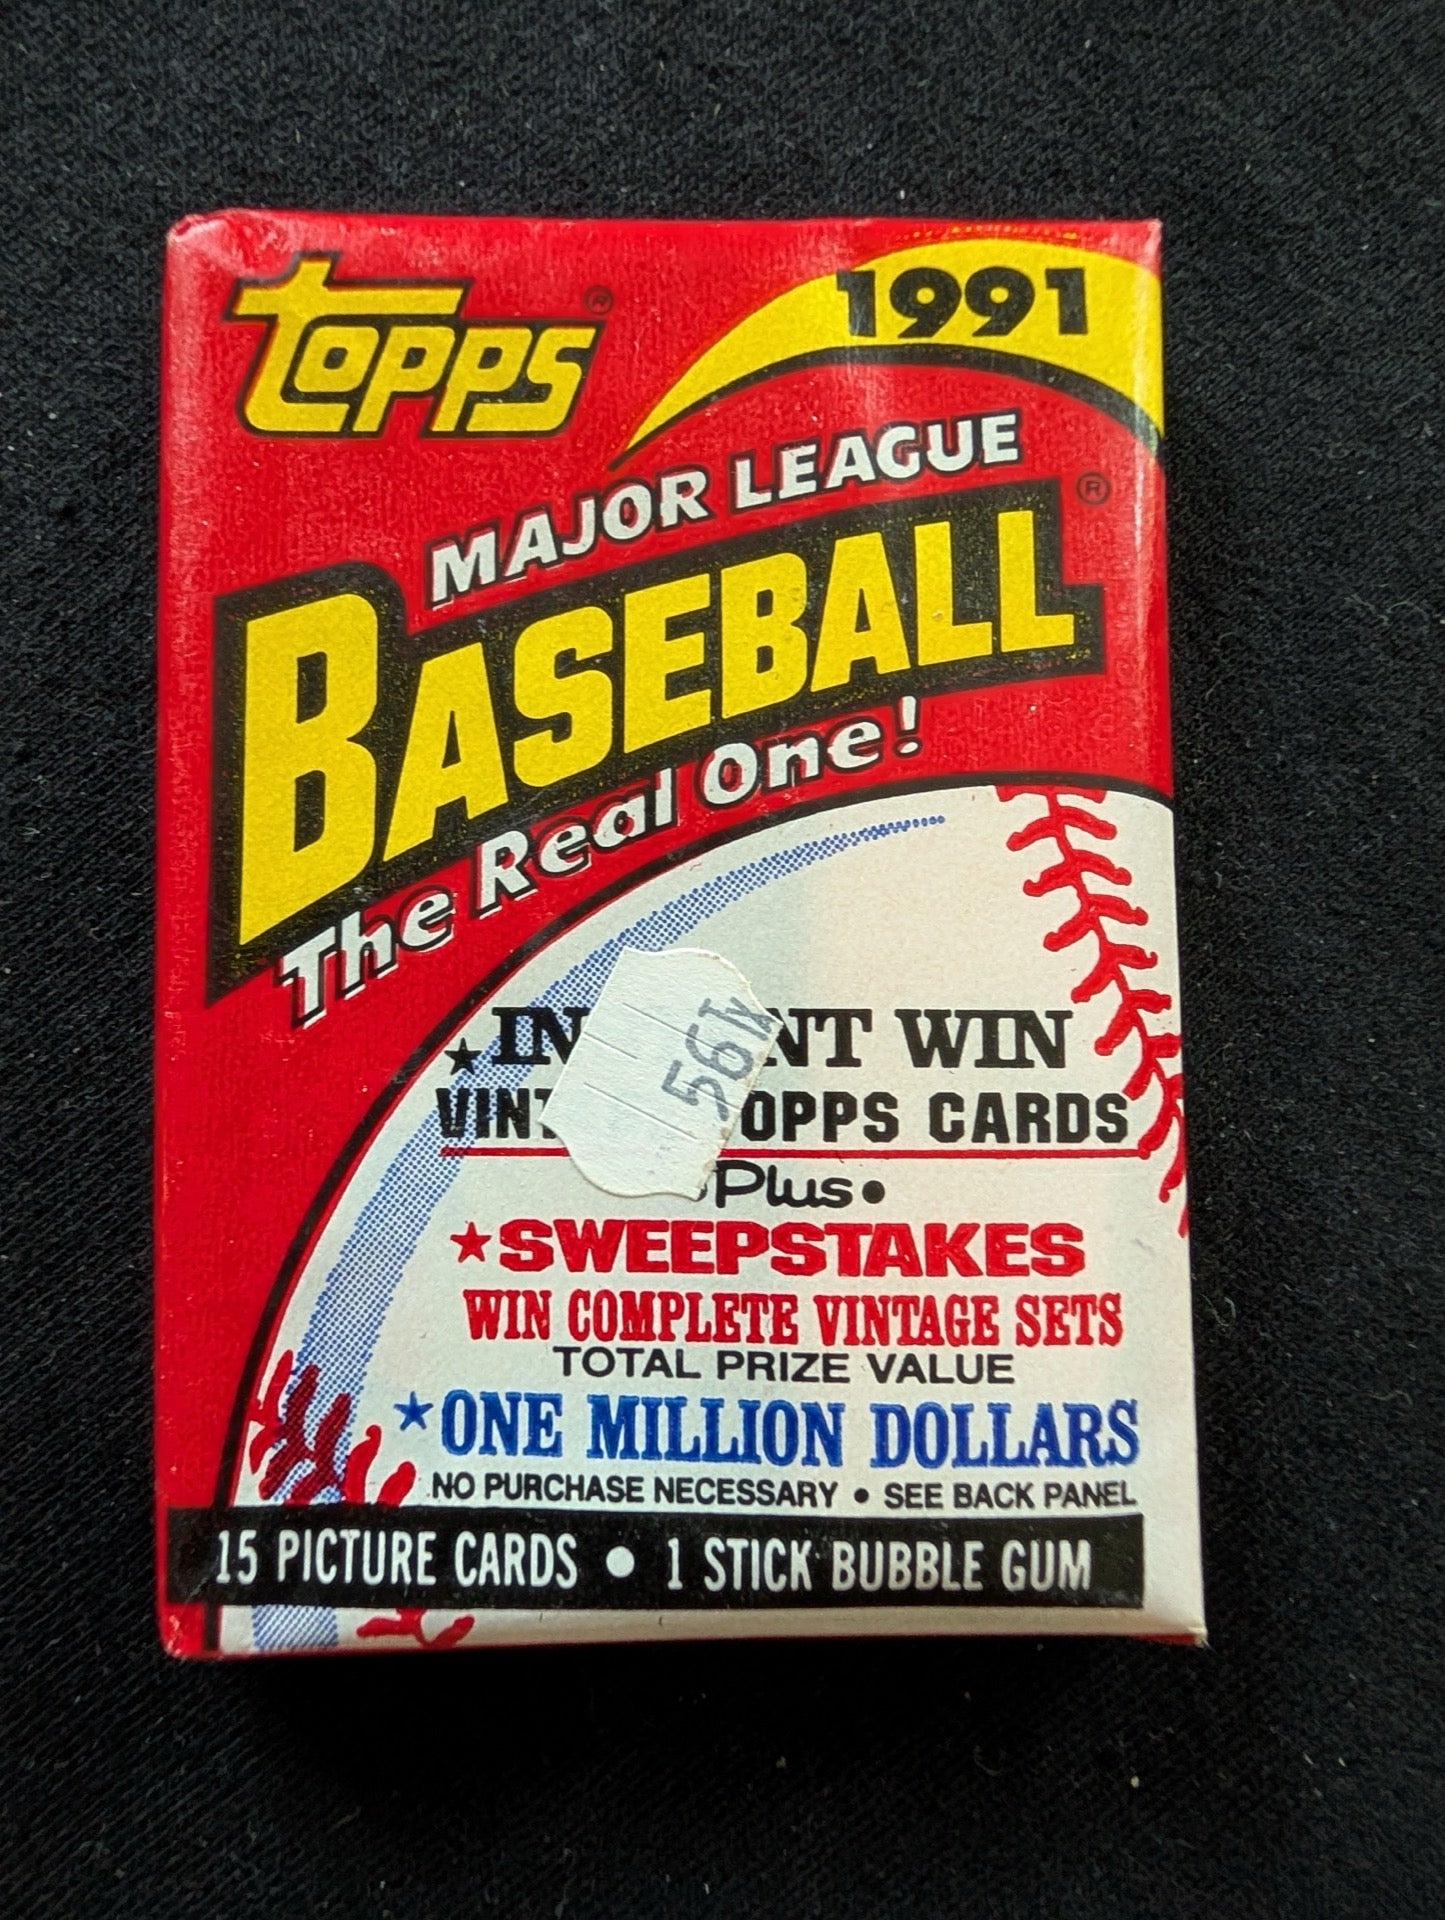 Topps®
1991
MAJOR LEAGUE
BASEBALL®
The Real One!
★ IN NT WIN
VINT OPPS CARDS
Plus •
★ SWEEPSTAKES
WIN COMPLETE VINTAGE SETS
TOTAL PRIZE VALUE
★ ONE MILLION DOLLARS
NO PURCHASE NECESSARY • SEE BACK PANEL
15 PICTURE CARDS • 1 STICK BUBBLE GUM